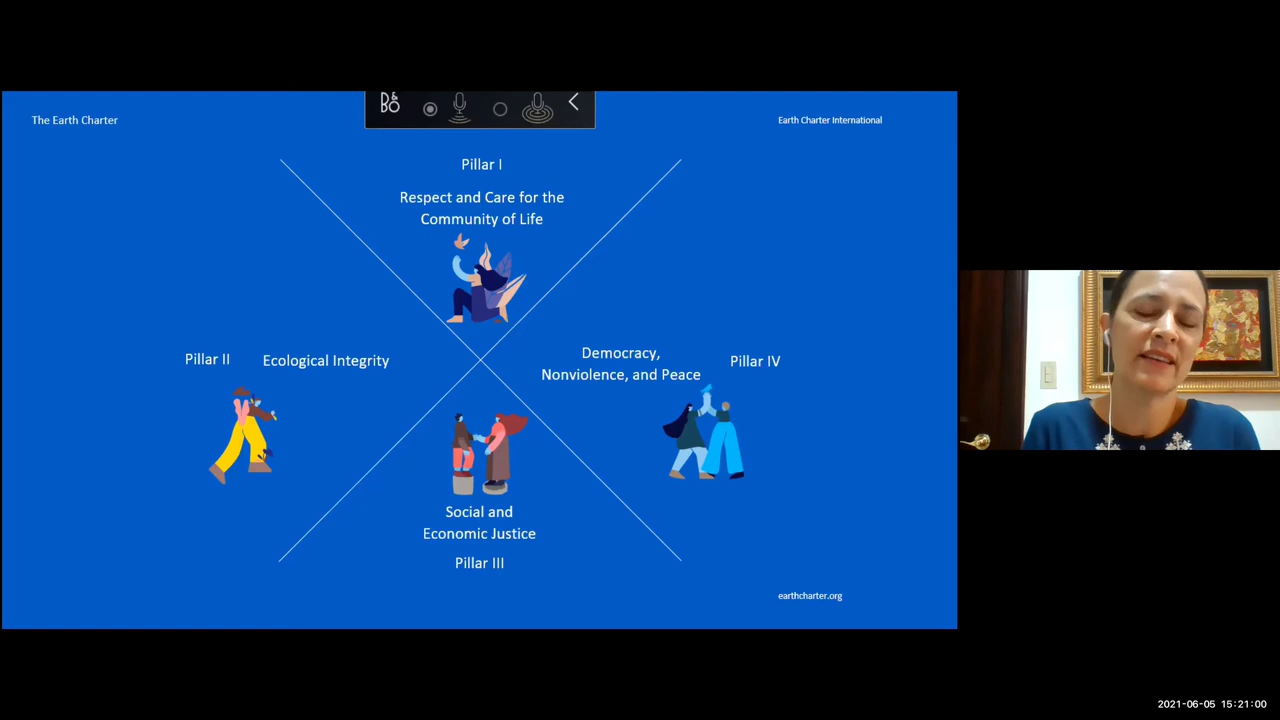 The Earth Charter
B&O
Earth Charter International
Pillar I
Respect and Care for the
Community of Life
Pillar II
Ecological Integrity
Democracy,
Nonviolence, and Peace
Pillar IV
Social and
Economic Justice
Pillar III
earthcharter.org
2021-06-05 15:21:00